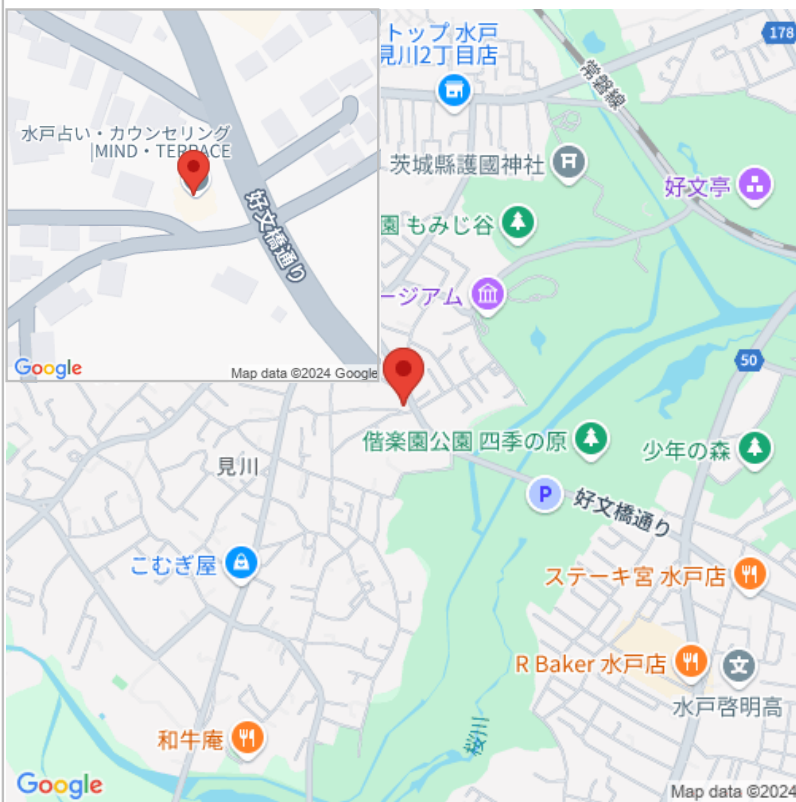 水戸占い・カウンセリング
|MIND・TERRACE
好文橋通り
Google
Map data ©2024 Google
トップ 水戸
見川2丁目店
178
常磐線
茨城縣護國神社
好文亭
園 もみじ谷
ージアム
50
偕楽園公園 四季の原
少年の森
見川
P
好文橋通り
こむぎ屋
ステーキ宮 水戸店
R Baker 水戸店
文
水戸啓明高
桜川
和牛庵
Google
Map data ©2024